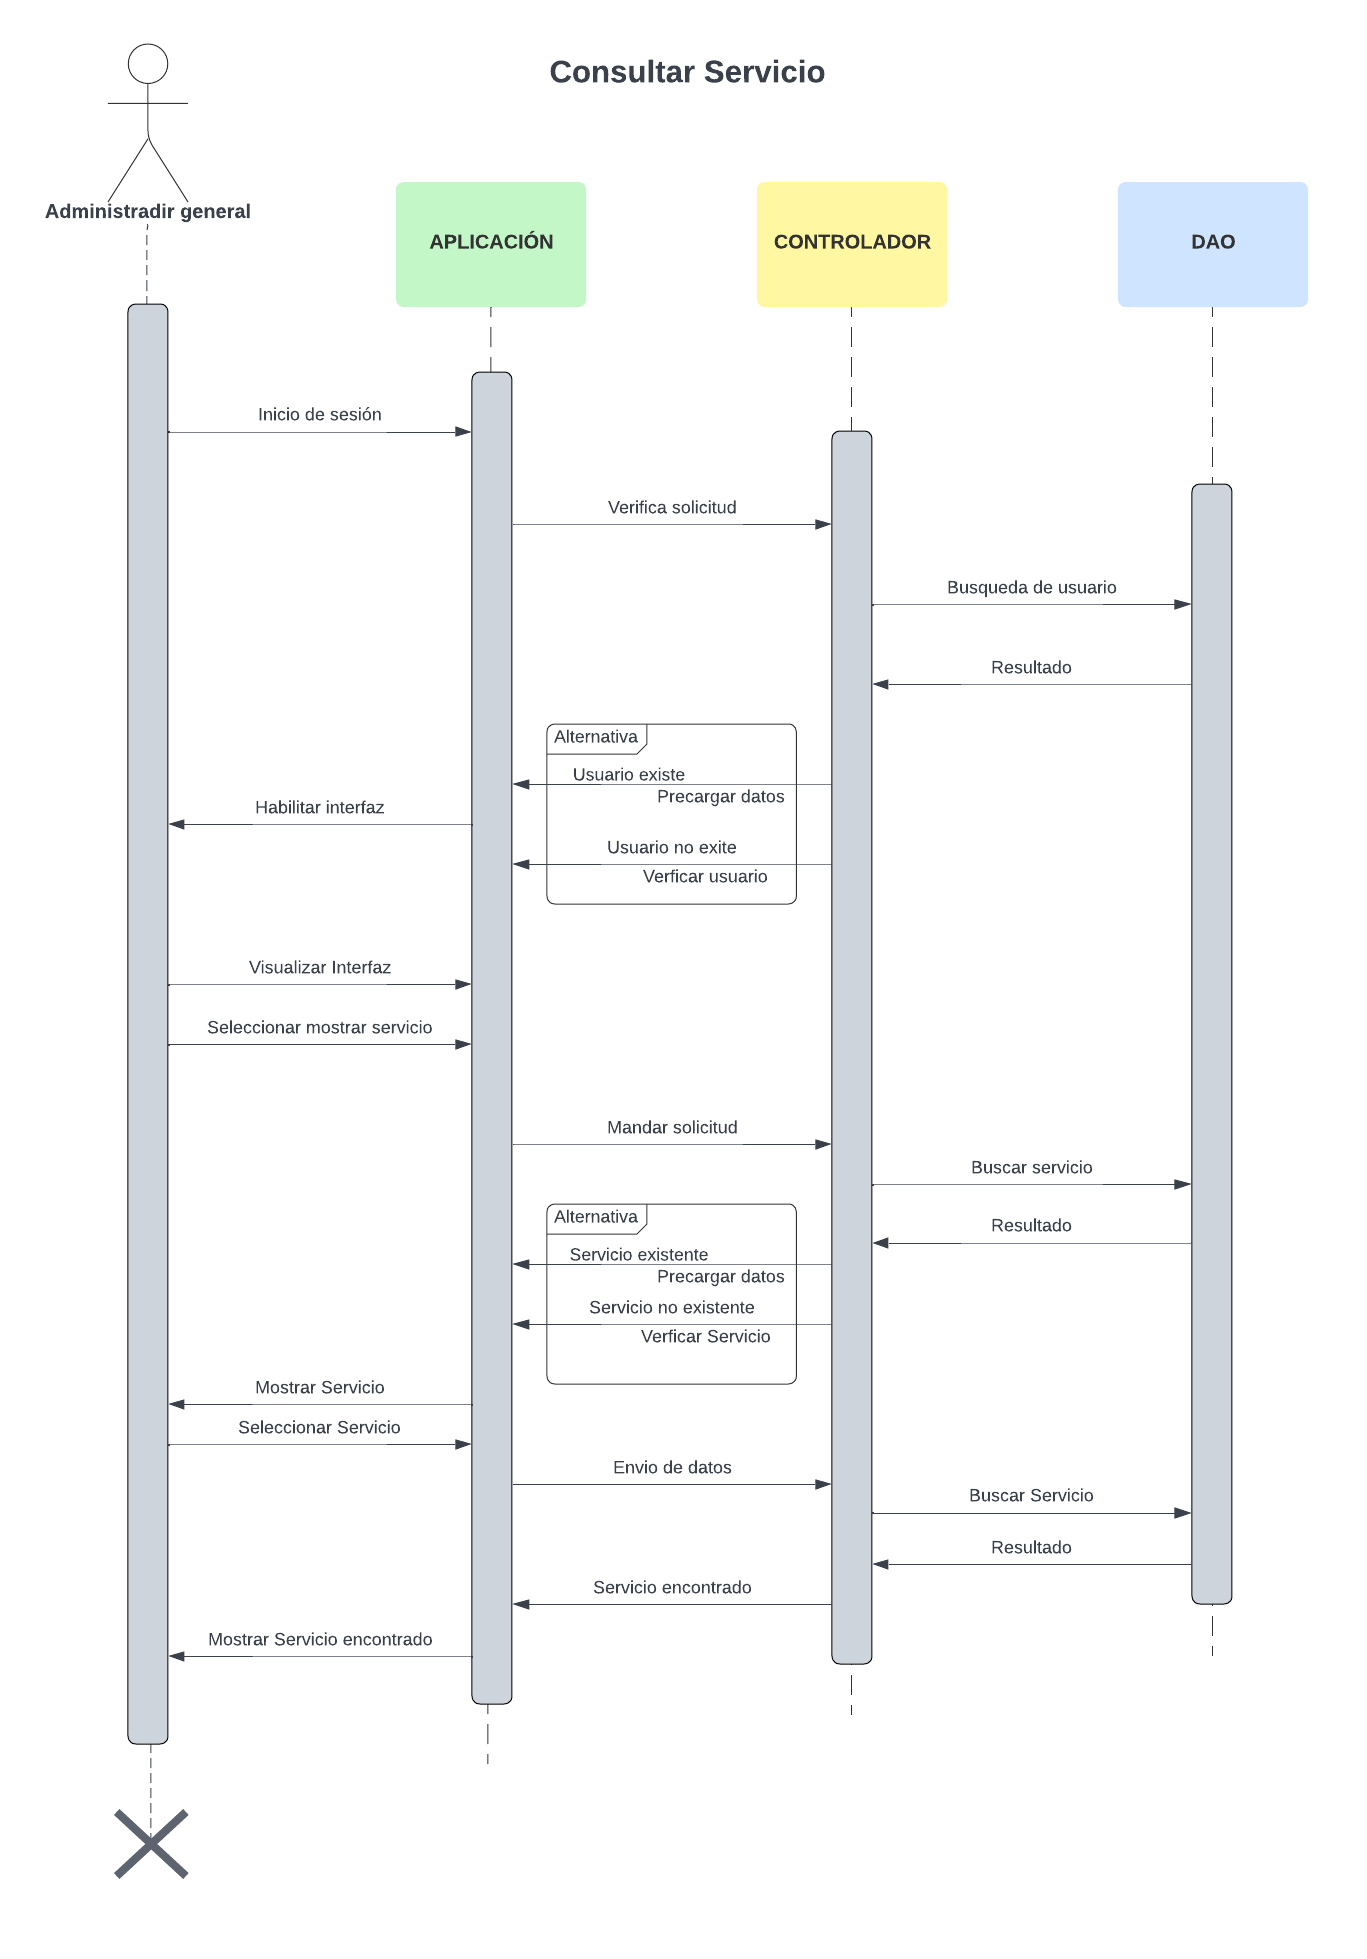 Consultar Servicio
Administradir general
APLICACIÓN
CONTROLADOR
DAO
Inicio de sesión
Verifica solicitud
Busqueda de usuario
Resultado
Alternativa
Usuario existe
Precargar datos
Habilitar interfaz
Usuario no exite
Verficar usuario
Visualizar Interfaz
Seleccionar mostrar servicio
Mandar solicitud
Buscar servicio
Alternativa
Resultado
Servicio existente
Precargar datos
Servicio no existente
Verficar Servicio
Mostrar Servicio
Seleccionar Servicio
Envio de datos
Buscar Servicio
Resultado
Servicio encontrado
Mostrar Servicio encontrado